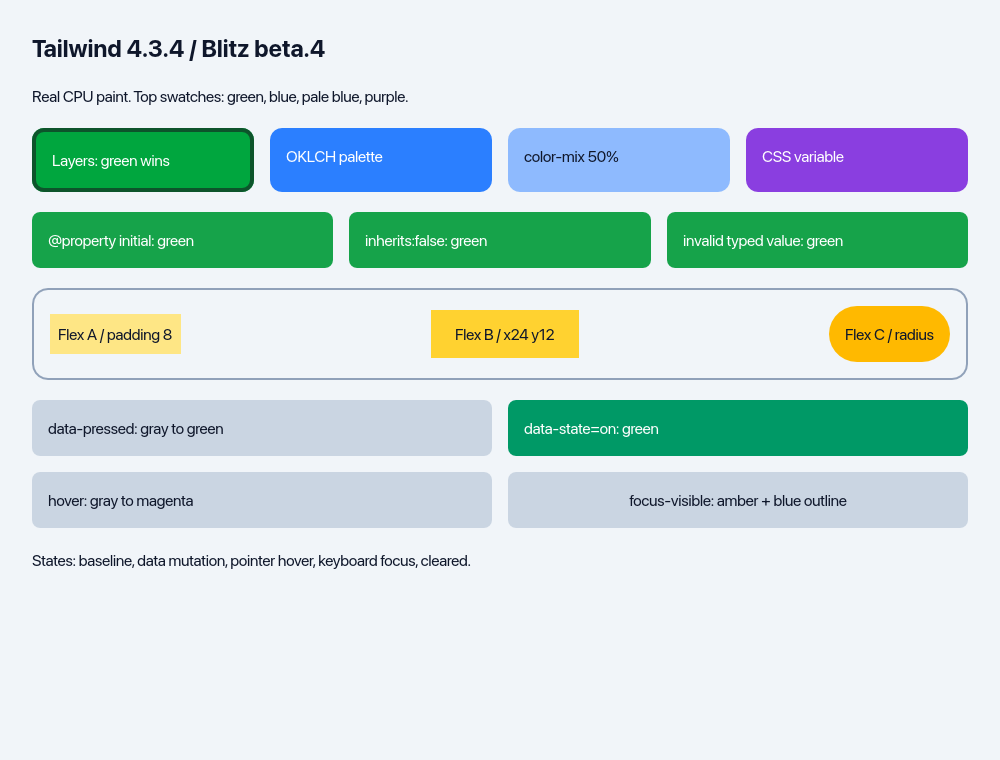 Tailwind 4.3.4 / Blitz beta.4
Real CPU paint. Top swatches: green, blue, pale blue, purple.
Layers: green wins
OKLCH palette
color-mix 50%
CSS variable
@property initial: green
inherits:false: green
invalid typed value: green
Flex A / padding 8
Flex B / x24 y12
Flex C / radius
data-pressed: gray to green
data-state=on: green
hover: gray to magenta
focus-visible: amber + blue outline
States: baseline, data mutation, pointer hover, keyboard focus, cleared.